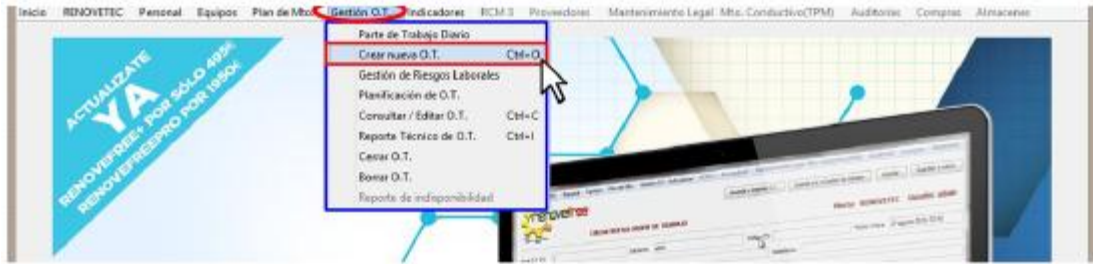 Inicio RENOVETEC Personal Equipos Plan de Mto. Gestión O.T. Indicadores RCM 3 Proveedores Mantenimiento Legal Mto. Conductivo(TPM) Auditorias Compras Almacenes
Parte de Trabajo Diario
Crear nueva O.T. Ctrl+O
Gestión de Riesgos Laborales
Planificación de O.T.
Consultar / Editar O.T. Ctrl+C
Reporte Técnico de O.T. Ctrl+I
Cerrar O.T.
Borrar O.T.
Reporte de indisponibilidad
ACTUALIZATE
YA
RENOVEFREE+ POR SÓLO 495€
RENOVEFREEPRO POR 1950€
renovefree